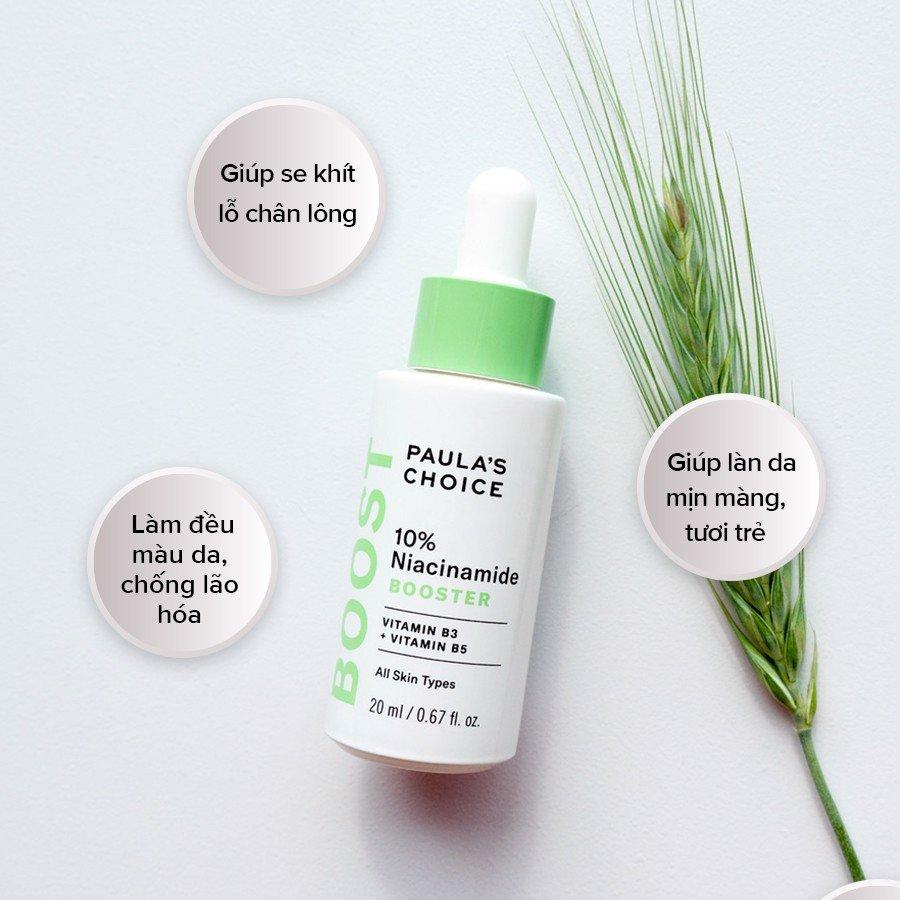 Giúp se khít
lỗ chân lông
Làm đều
màu da,
chống lão
hóa
BOOST
PAULA'S
CHOICE
10%
Niacinamide
BOOSTER
VITAMIN B3
+ VITAMIN B5
All Skin Types
20 ml / 0.67 fl. oz.
Giúp làn da
mịn màng,
tươi trẻ